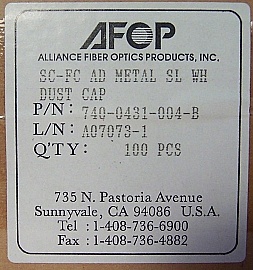 AFOP
ALLIANCE FIBER OPTICS PRODUCTS, INC.
SC-FC AD METAL SL WH
DUST CAP
P/N: 740-0431-004-B
L/N: A07073-1
Q'TY: 100 PCS
735 N. Pastoria Avenue
Sunnyvale, CA 94086 U.S.A.
Tel : 1-408-736-6900
Fax : 1-408-736-4882